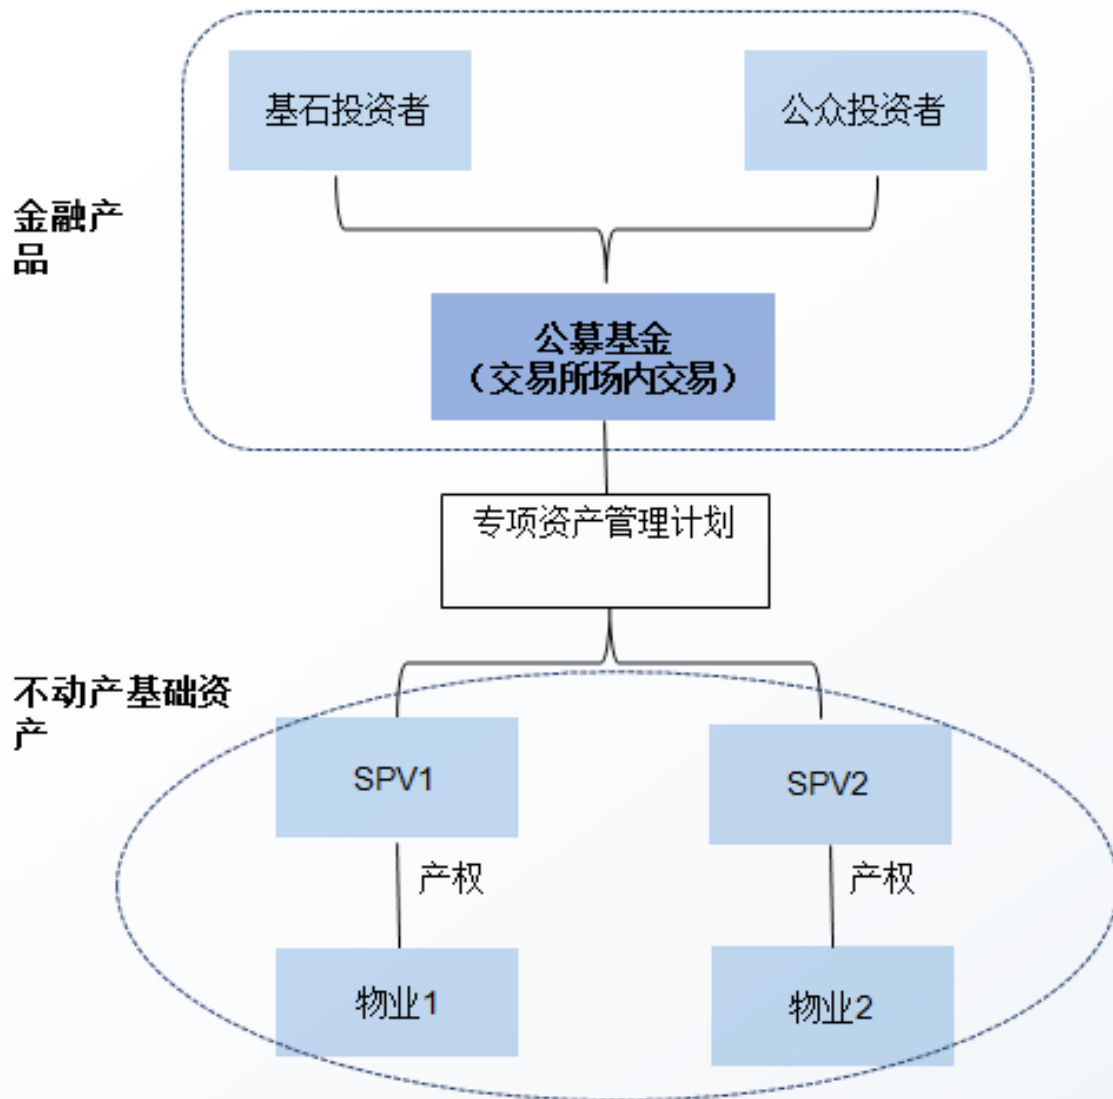 基石投资者
公众投资者
金融产
品
公募基金
（交易所场内交易）
专项资产管理计划
不动产基础资
产
SPV1
SPV2
产权
产权
物业1
物业2